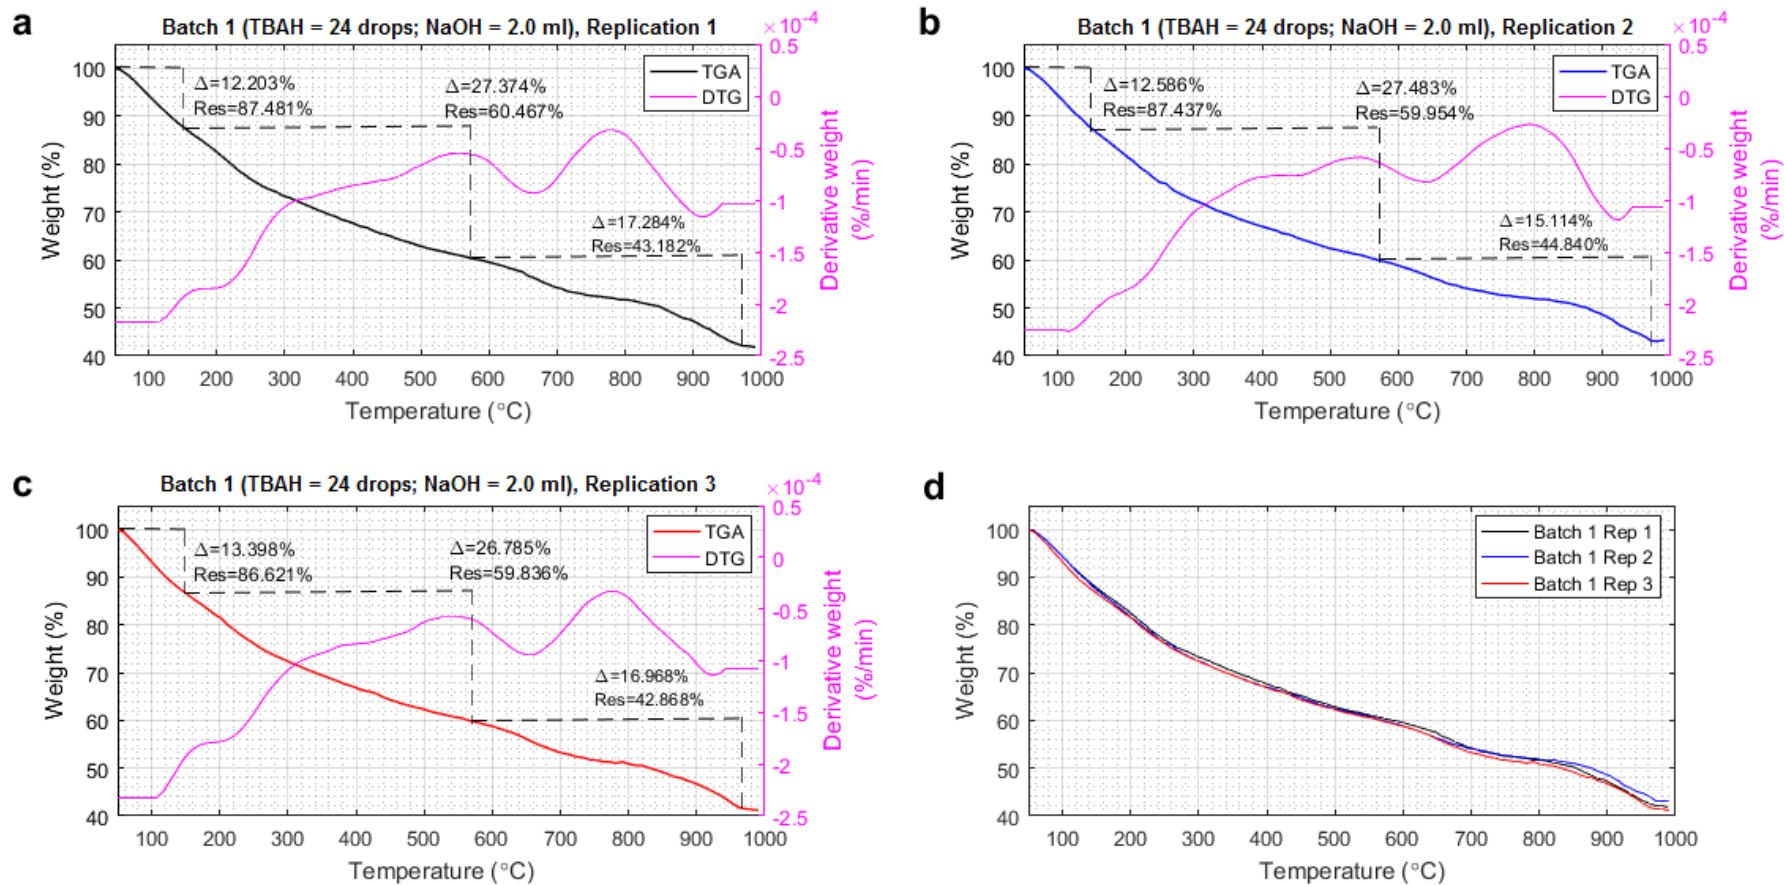 a
Batch 1 (TBAH = 24 drops; NaOH = 2.0 ml), Replication 1
×10⁻⁴
TGA
DTG
Δ=12.203%
Res=87.481%
Δ=27.374%
Res=60.467%
Δ=17.284%
Res=43.182%
100
90
80
70
60
50
40
Weight (%)
0.5
0
-0.5
-1
-1.5
-2
-2.5
Derivative weight
(%/min)
100 200 300 400 500 600 700 800 900 1000
Temperature (°C)
b
Batch 1 (TBAH = 24 drops; NaOH = 2.0 ml), Replication 2
×10⁻⁴
TGA
DTG
Δ=12.586%
Res=87.437%
Δ=27.483%
Res=59.954%
Δ=15.114%
Res=44.840%
100
90
80
70
60
50
40
Weight (%)
0.5
0
-0.5
-1
-1.5
-2
-2.5
Derivative weight
(%/min)
100 200 300 400 500 600 700 800 900 1000
Temperature (°C)
c
Batch 1 (TBAH = 24 drops; NaOH = 2.0 ml), Replication 3
×10⁻⁴
TGA
DTG
Δ=13.398%
Res=86.621%
Δ=26.785%
Res=59.836%
Δ=16.968%
Res=42.868%
100
90
80
70
60
50
40
Weight (%)
0.5
0
-0.5
-1
-1.5
-2
-2.5
Derivative weight
(%/min)
100 200 300 400 500 600 700 800 900 1000
Temperature (°C)
d
Batch 1 Rep 1
Batch 1 Rep 2
Batch 1 Rep 3
100
90
80
70
60
50
40
Weight (%)
100 200 300 400 500 600 700 800 900 1000
Temperature (°C)